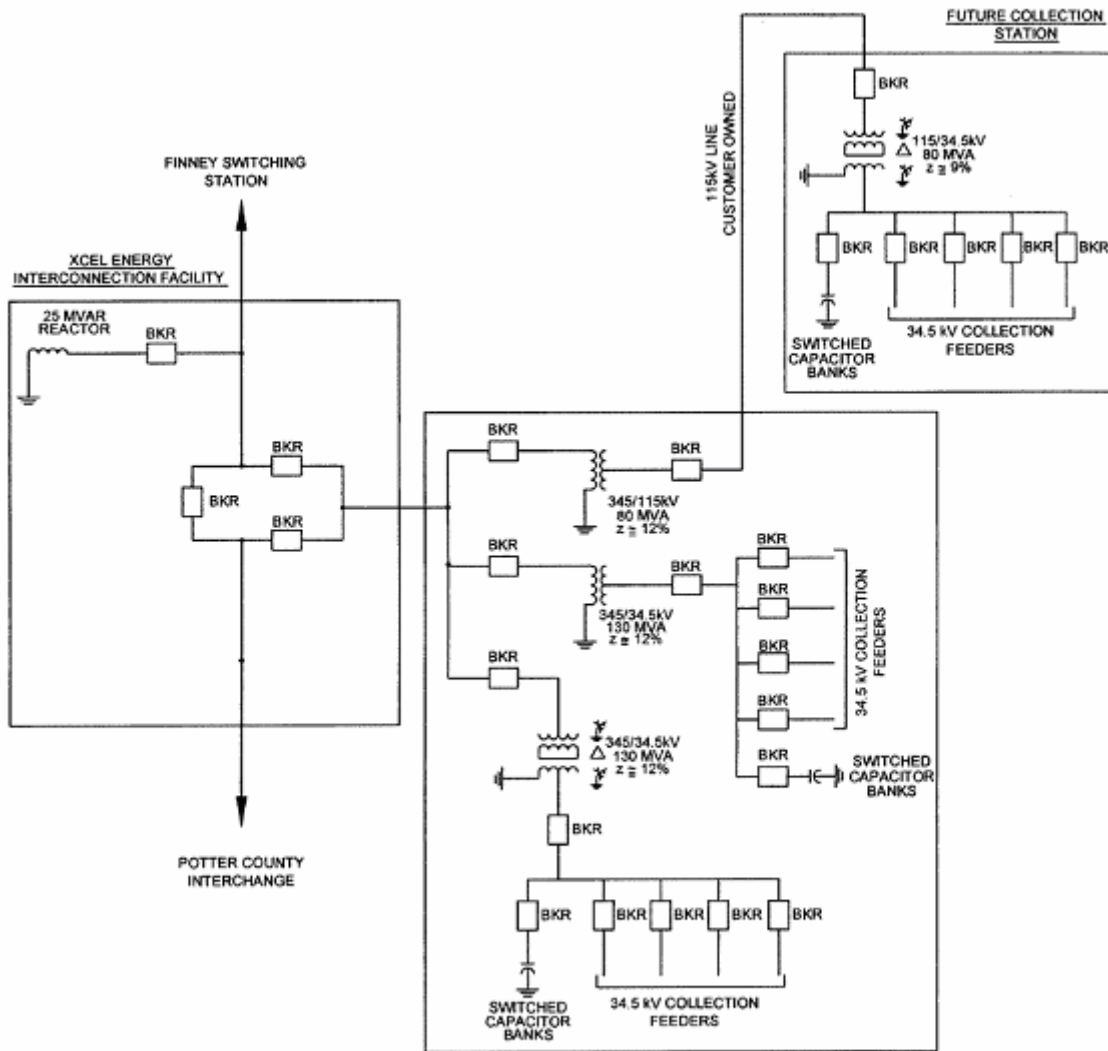 FUTURE COLLECTION
STATION
BKR
115/34.5kV
80 MVA
z ≅ 9%
115kV LINE
CUSTOMER OWNED
BKR
BKR
BKR
BKR
BKR
SWITCHED
CAPACITOR
BANKS
34.5 kV COLLECTION
FEEDERS
FINNEY SWITCHING
STATION
XCEL ENERGY
INTERCONNECTION FACILITY
25 MVAR
REACTOR
BKR
BKR
BKR
BKR
POTTER COUNTY
INTERCHANGE
BKR
BKR
345/115kV
80 MVA
z ≅ 12%
BKR
BKR
345/34.5kV
130 MVA
z ≅ 12%
BKR
BKR
BKR
BKR
BKR
34.5 kV COLLECTION
FEEDERS
SWITCHED
CAPACITOR
BANKS
BKR
345/34.5kV
130 MVA
z ≅ 12%
BKR
BKR
BKR
BKR
BKR
BKR
SWITCHED
CAPACITOR
BANKS
34.5 kV COLLECTION
FEEDERS